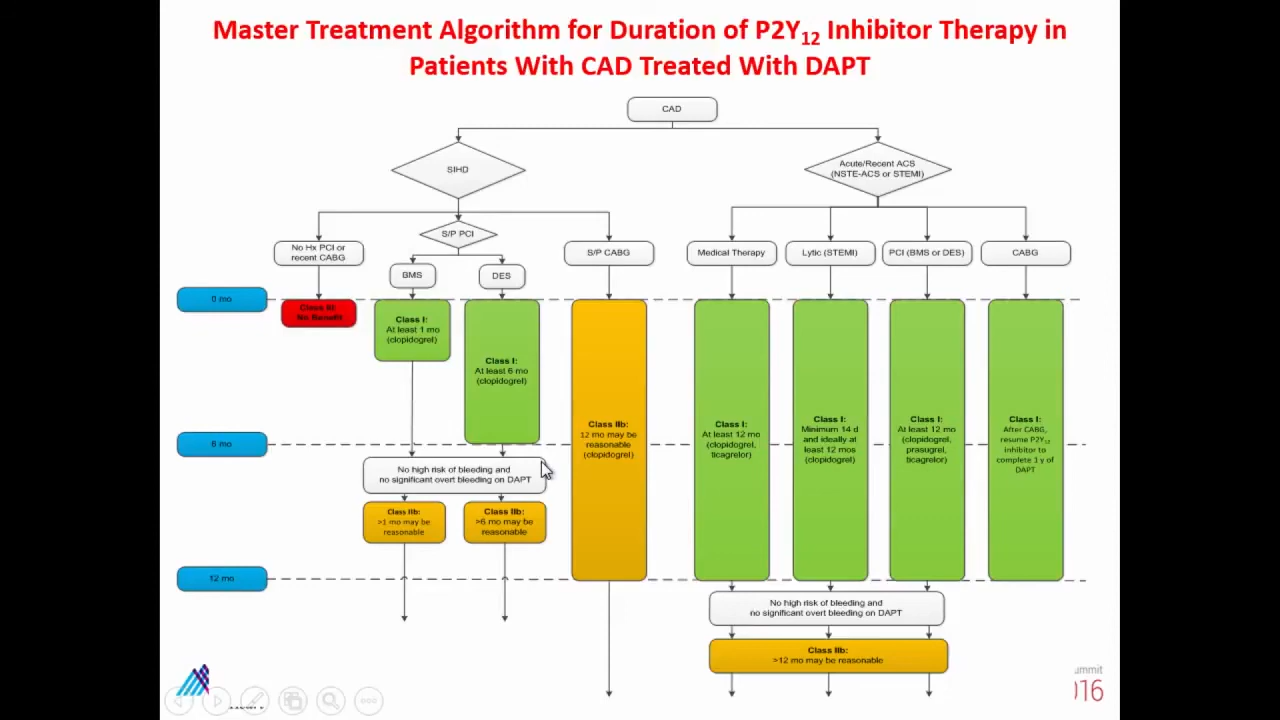 Master Treatment Algorithm for Duration of P2Y12 Inhibitor Therapy in
Patients With CAD Treated With DAPT
CAD
SIHD
Acute/Recent ACS
(NSTE-ACS or STEMI)
S/P PCI
No Hx PCI or
recent CABG
S/P CABG
Medical Therapy
Lytic (STEMI)
PCI (BMS or DES)
CABG
BMS
DES
0 mo
Class III:
No Benefit
Class I:
At least 1 mo
(clopidogrel)
Class I:
At least 6 mo
(clopidogrel)
Class IIb:
12 mo may be
reasonable
(clopidogrel)
Class I:
At least 12 mo
(clopidogrel,
ticagrelor)
Class I:
Minimum 14 d
and ideally at
least 12 mos
(clopidogrel)
Class I:
At least 12 mo
(clopidogrel,
prasugrel,
ticagrelor)
Class I:
After CABG,
resume P2Y12
inhibitor to
complete 1 y of
DAPT
6 mo
No high risk of bleeding and
no significant overt bleeding on DAPT
Class IIb:
>1 mo may be
reasonable
Class IIb:
>6 mo may be
reasonable
12 mo
No high risk of bleeding and
no significant overt bleeding on DAPT
Class IIb:
>12 mo may be reasonable